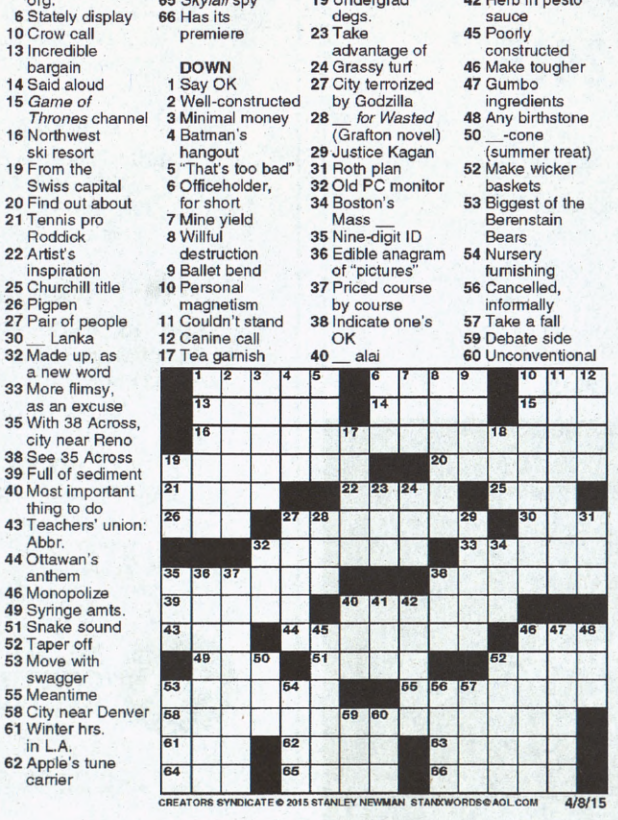 org.
6 Stately display
10 Crow call
13 Incredible
bargain
14 Said aloud
15 Game of
Thrones channel
16 Northwest
ski resort
19 From the
Swiss capital
20 Find out about
21 Tennis pro
Roddick
22 Artist's
inspiration
25 Churchill title
26 Pigpen
27 Pair of people
30 __ Lanka
32 Made up, as
a new word
33 More flimsy,
as an excuse
35 With 38 Across,
city near Reno
38 See 35 Across
39 Full of sediment
40 Most important
thing to do
43 Teachers' union:
Abbr.
44 Ottawan's
anthem
46 Monopolize
49 Syringe amts.
51 Snake sound
52 Taper off
53 Move with
swagger
55 Meantime
58 City near Denver
61 Winter hrs.
in L.A.
62 Apple's tune
carrier
65 Skyfall spy
66 Has its
premiere
DOWN
1 Say OK
2 Well-constructed
3 Minimal money
4 Batman's
hangout
5 "That's too bad"
6 Officeholder,
for short
7 Mine yield
8 Willful
destruction
9 Ballet bend
10 Personal
magnetism
11 Couldn't stand
12 Canine call
17 Tea garnish
19 Undergrad
degs.
23 Take
advantage of
24 Grassy turf
27 City terrorized
by Godzilla
28 __ for Wasted
(Grafton novel)
29 Justice Kagan
31 Roth plan
32 Old PC monitor
34 Boston's
Mass __
35 Nine-digit ID
36 Edible anagram
of "pictures"
37 Priced course
by course
38 Indicate one's
OK
40 __ alai
42 Herb in pesto
sauce
45 Poorly
constructed
46 Make tougher
47 Gumbo
ingredients
48 Any birthstone
50 __-cone
(summer treat)
52 Make wicker
baskets
53 Biggest of the
Berenstain
Bears
54 Nursery
furnishing
56 Cancelled,
informally
57 Take a fall
59 Debate side
60 Unconventional
1 2 3 4 5 6 7 8 9 10 11 12
13 14 15
16 17 18
19 20
21 22 23 24 25
26 27 28 29 30 31
32 33 34
35 36 37 38
39 40 41 42
43 44 45 46 47 48
49 50 51 52
53 54 55 56 57
58 59 60
61 62 63
64 65 66
CREATORS SYNDICATE © 2015 STANLEY NEWMAN STANXWORDS@AOL.COM 4/8/15